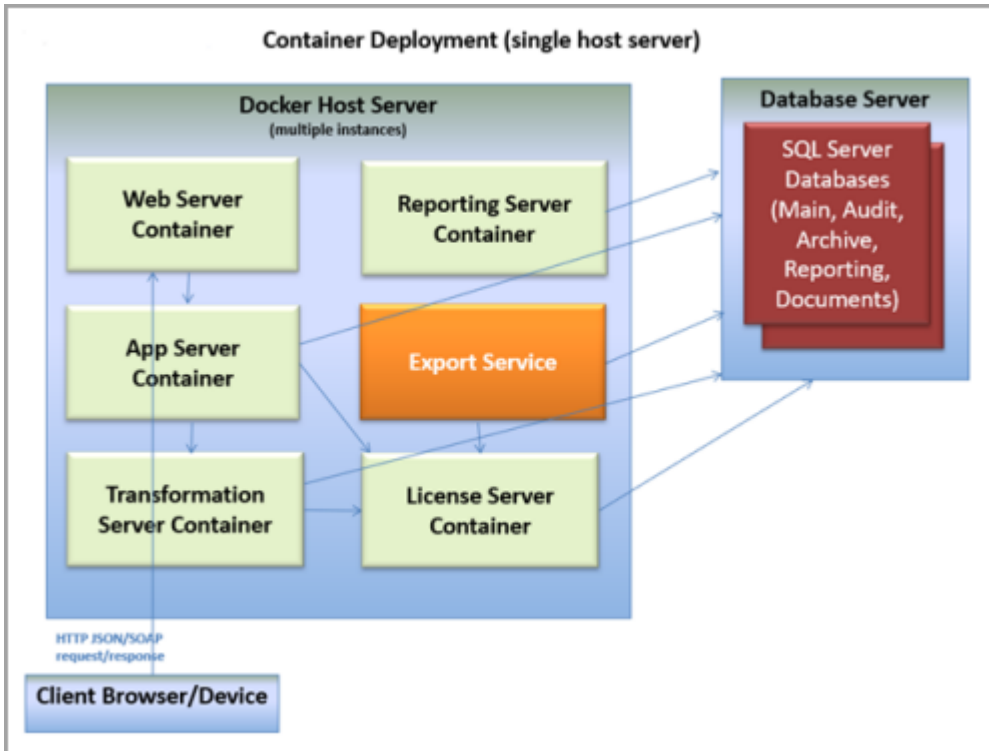 Container Deployment (single host server)
Docker Host Server
(multiple instances)
Web Server
Container
Reporting Server
Container
App Server
Container
Export Service
Transformation
Server Container
License Server
Container
Database Server
SQL Server
Databases
(Main, Audit,
Archive,
Reporting,
Documents)
HTTP JSON/SOAP
request/response
Client Browser/Device